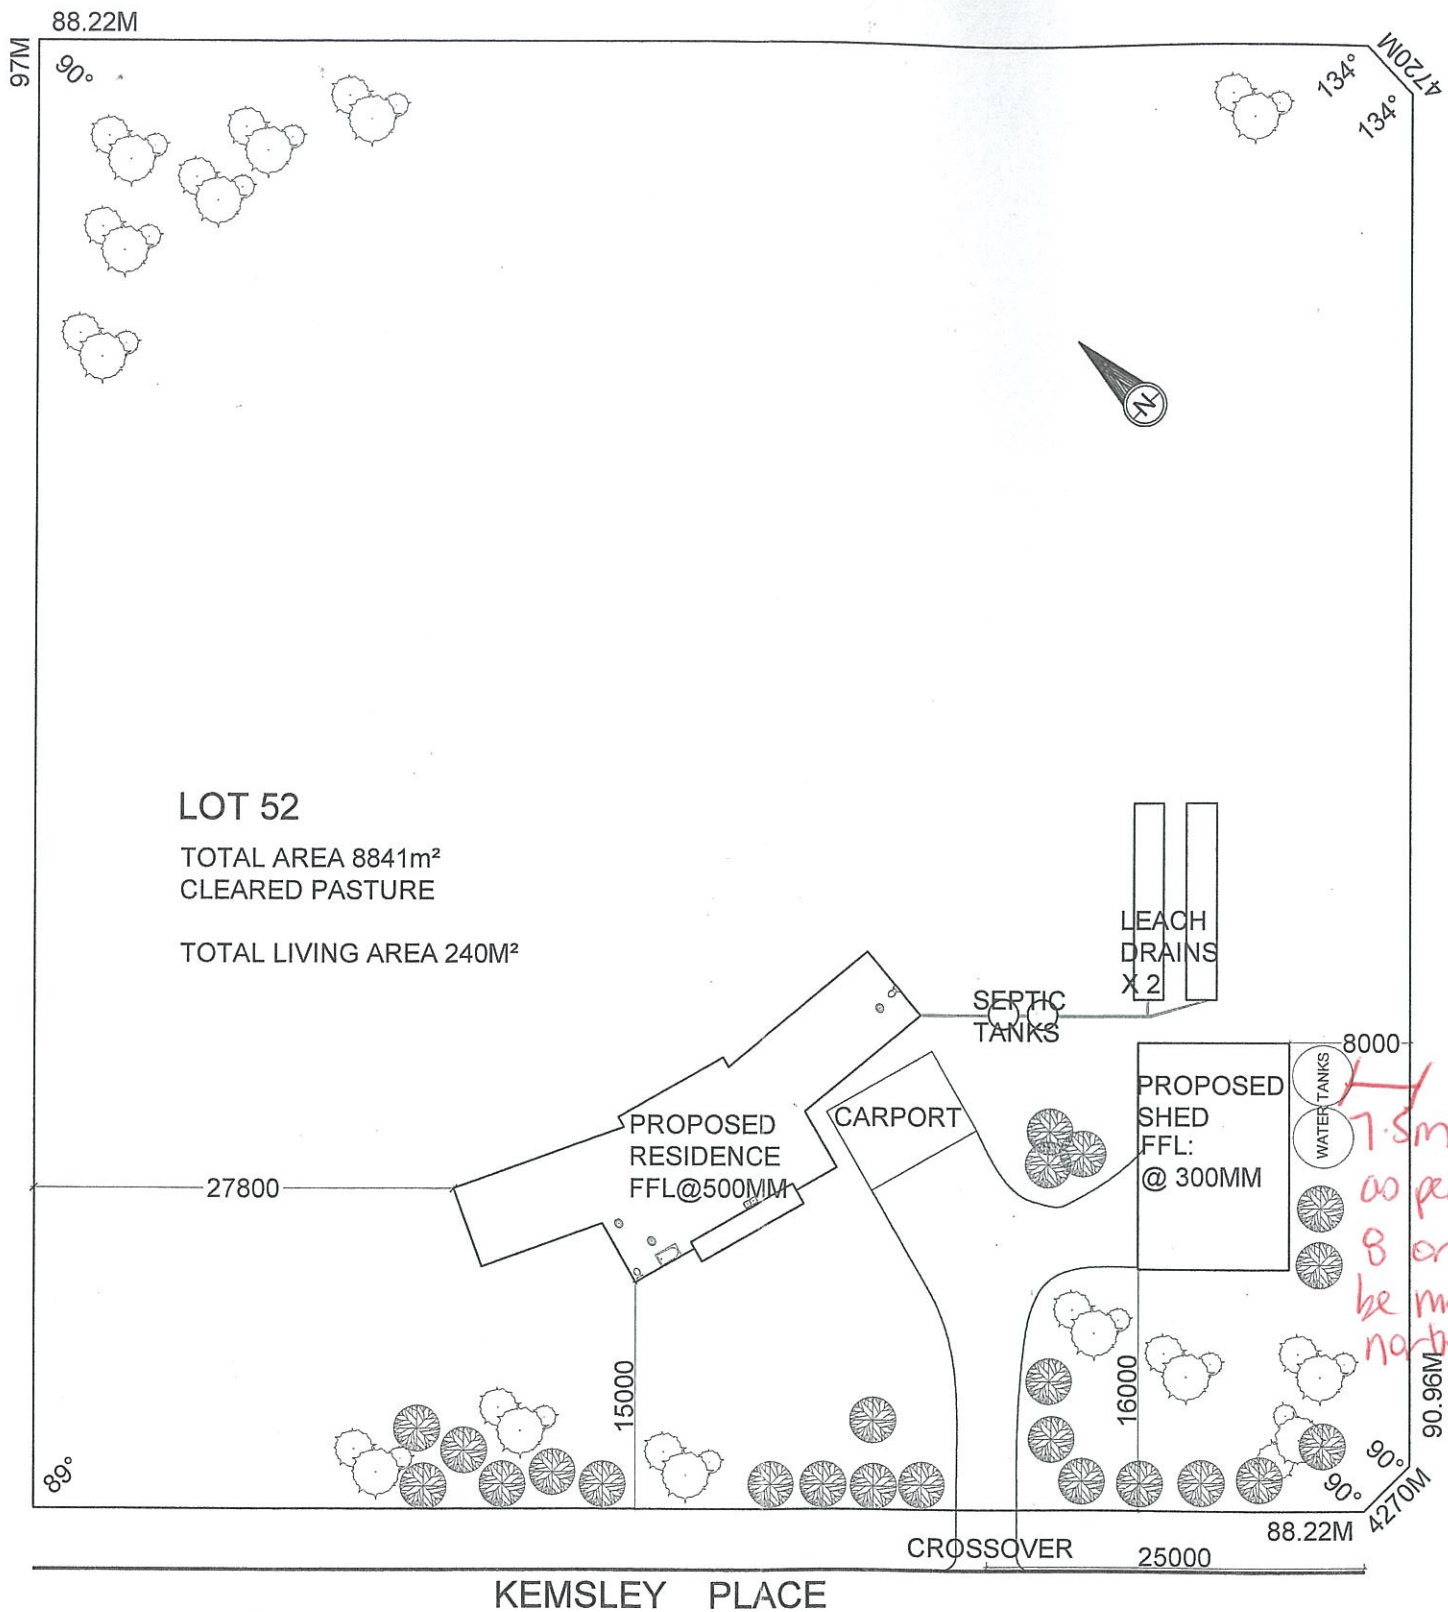 88.22M
97M
90°
134°
4720M
134°
N
LOT 52
TOTAL AREA 8841m²
CLEARED PASTURE
TOTAL LIVING AREA 240M²
LEACH
DRAINS
X 2
SEPTIC
TANKS
8000
PROPOSED
SHED
FFL:
@ 300MM
WATER TANKS
CARPORT
PROPOSED
RESIDENCE
FFL@500MM
27800
7.5m
as pe
8 or
be m
north
15000
16000
90.96M
89°
90°
90°
4270M
88.22M
CROSSOVER
25000
KEMSLEY PLACE